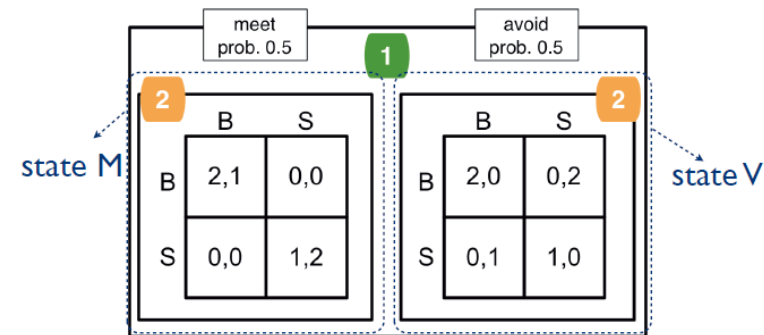 meet
prob. 0.5
avoid
prob. 0.5
1
2
2
B S
B S
state M
state V
B 2,1 0,0
B 2,0 0,2
S 0,0 1,2
S 0,1 1,0